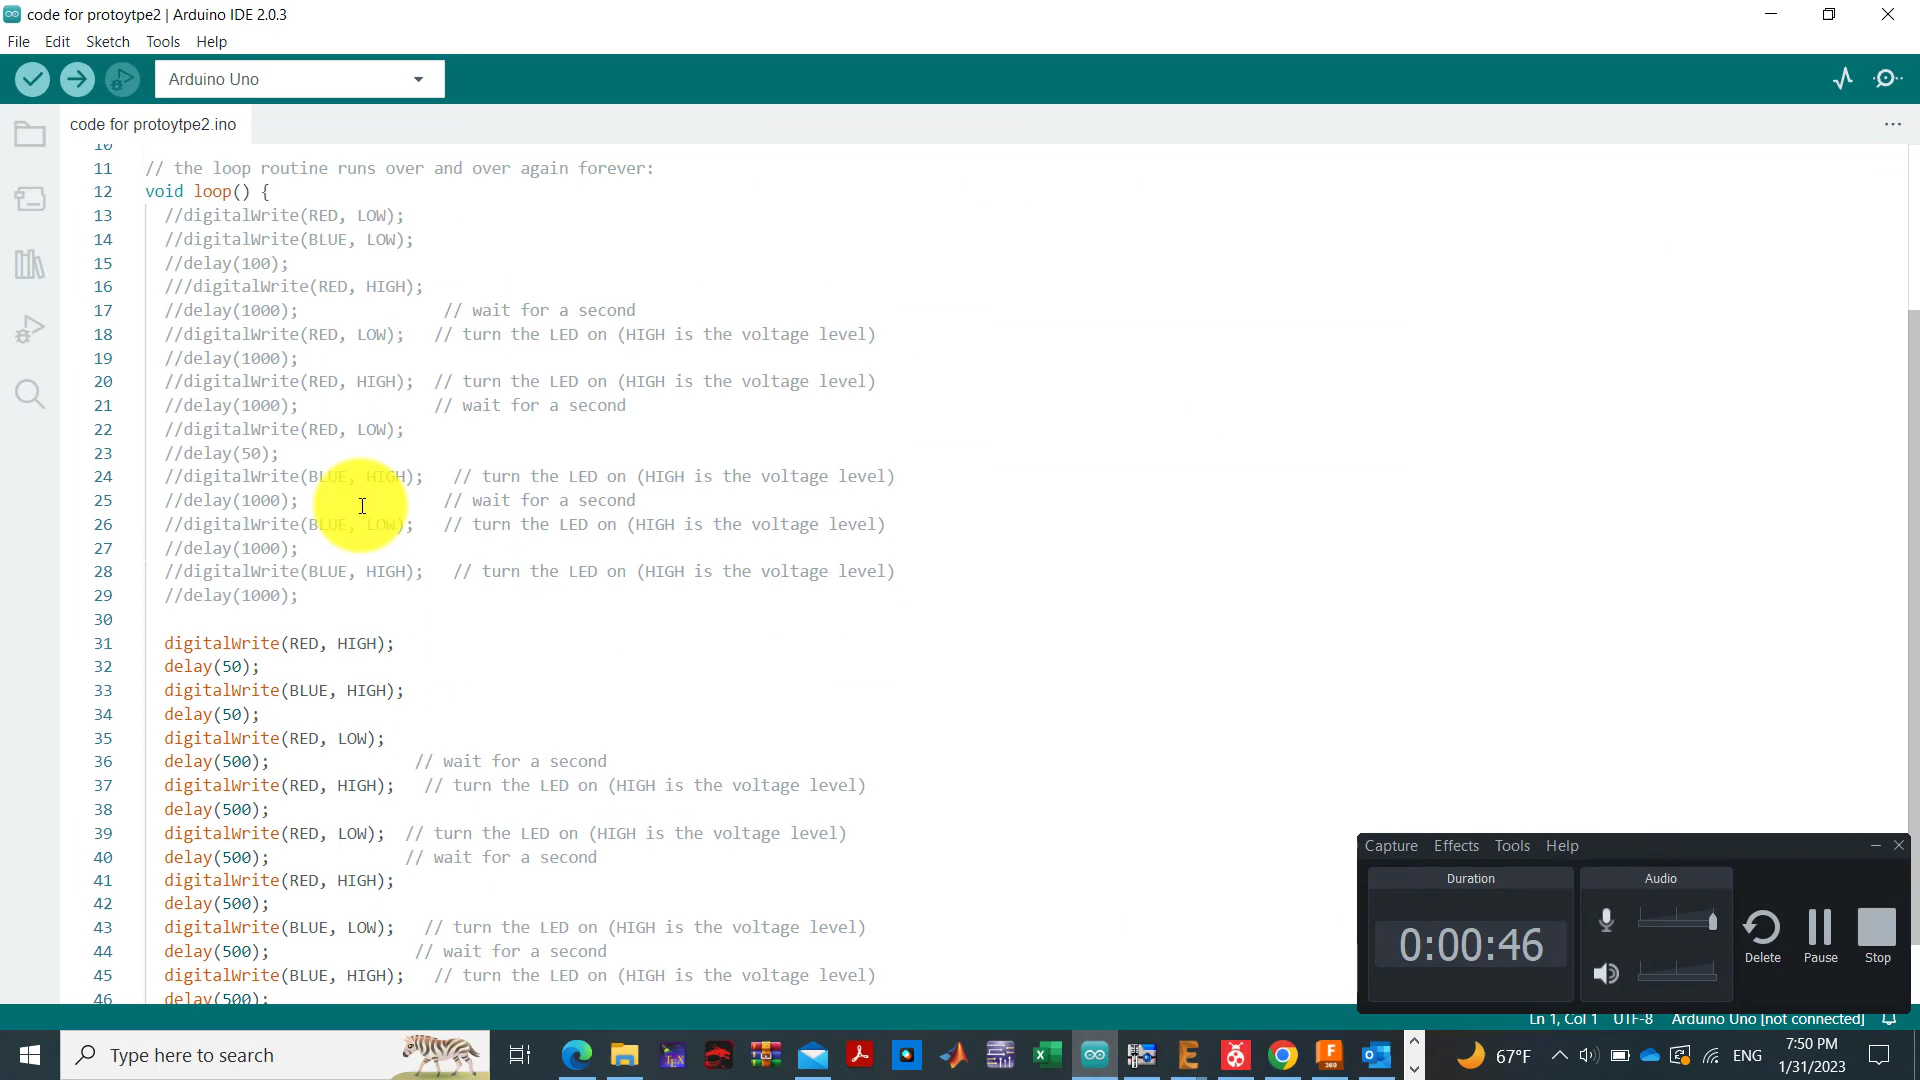 code for protoytpe2 | Arduino IDE 2.0.3
File Edit Sketch Tools Help
Arduino Uno
code for protoytpe2.ino
10
11 // the loop routine runs over and over again forever:
12 void loop() {
13 //digitalWrite(RED, LOW);
14 //digitalWrite(BLUE, LOW);
15 //delay(100);
16 ///digitalWrite(RED, HIGH);
17 //delay(1000); // wait for a second
18 //digitalWrite(RED, LOW); // turn the LED on (HIGH is the voltage level)
19 //delay(1000);
20 //digitalWrite(RED, HIGH); // turn the LED on (HIGH is the voltage level)
21 //delay(1000); // wait for a second
22 //digitalWrite(RED, LOW);
23 //delay(50);
24 //digitalWrite(BLUE, HIGH); // turn the LED on (HIGH is the voltage level)
25 //delay(1000); // wait for a second
26 //digitalWrite(BLUE, LOW); // turn the LED on (HIGH is the voltage level)
27 //delay(1000);
28 //digitalWrite(BLUE, HIGH); // turn the LED on (HIGH is the voltage level)
29 //delay(1000);
30
31 digitalWrite(RED, HIGH);
32 delay(50);
33 digitalWrite(BLUE, HIGH);
34 delay(50);
35 digitalWrite(RED, LOW);
36 delay(500); // wait for a second
37 digitalWrite(RED, HIGH); // turn the LED on (HIGH is the voltage level)
38 delay(500);
39 digitalWrite(RED, LOW); // turn the LED on (HIGH is the voltage level)
40 delay(500); // wait for a second
41 digitalWrite(RED, HIGH);
42 delay(500);
43 digitalWrite(BLUE, LOW); // turn the LED on (HIGH is the voltage level)
44 delay(500); // wait for a second
45 digitalWrite(BLUE, HIGH); // turn the LED on (HIGH is the voltage level)
46 delay(500);
Capture Effects Tools Help
Duration Audio
0:00:46
Delete Pause Stop
Ln 1, Col 1 UTF-8 Arduino Uno [not connected]
Type here to search
67°F ENG
7:50 PM
1/31/2023